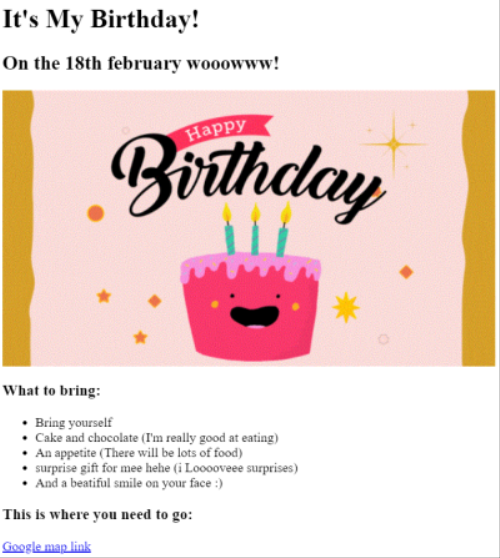 It's My Birthday!
On the 18th february wooowww!
Happy
Birthday
What to bring:
Bring yourself
Cake and chocolate (I'm really good at eating)
An appetite (There will be lots of food)
surprise gift for mee hehe (i Looooveee surprises)
And a beatiful smile on your face :)
This is where you need to go:
Google map link